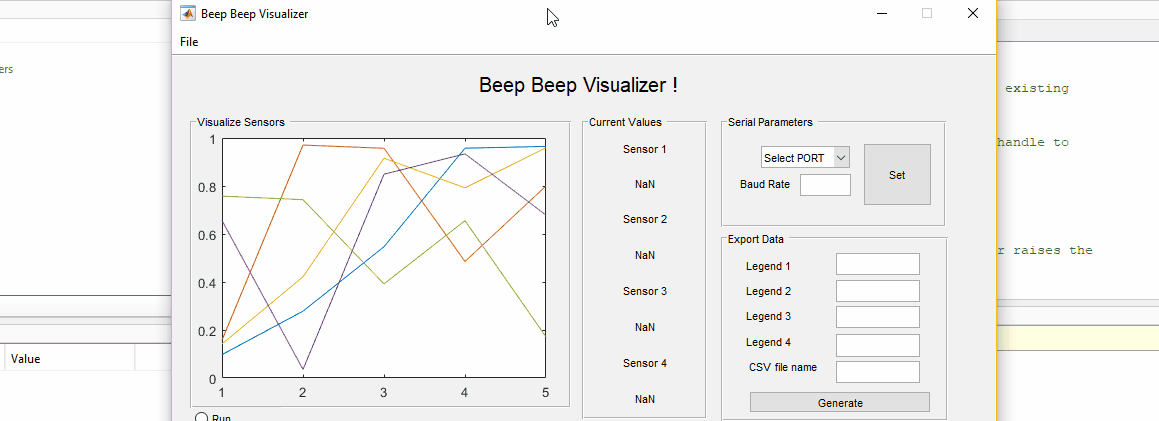 Beep Beep Visualizer
File
ers
existing
handle to
r raises the
Value
Beep Beep Visualizer !
Visualize Sensors
1
0.8
0.6
0.4
0.2
0
1 2 3 4 5
Run
Current Values
Sensor 1
NaN
Sensor 2
NaN
Sensor 3
NaN
Sensor 4
NaN
Serial Parameters
Select PORT
Baud Rate
Set
Export Data
Legend 1
Legend 2
Legend 3
Legend 4
CSV file name
Generate